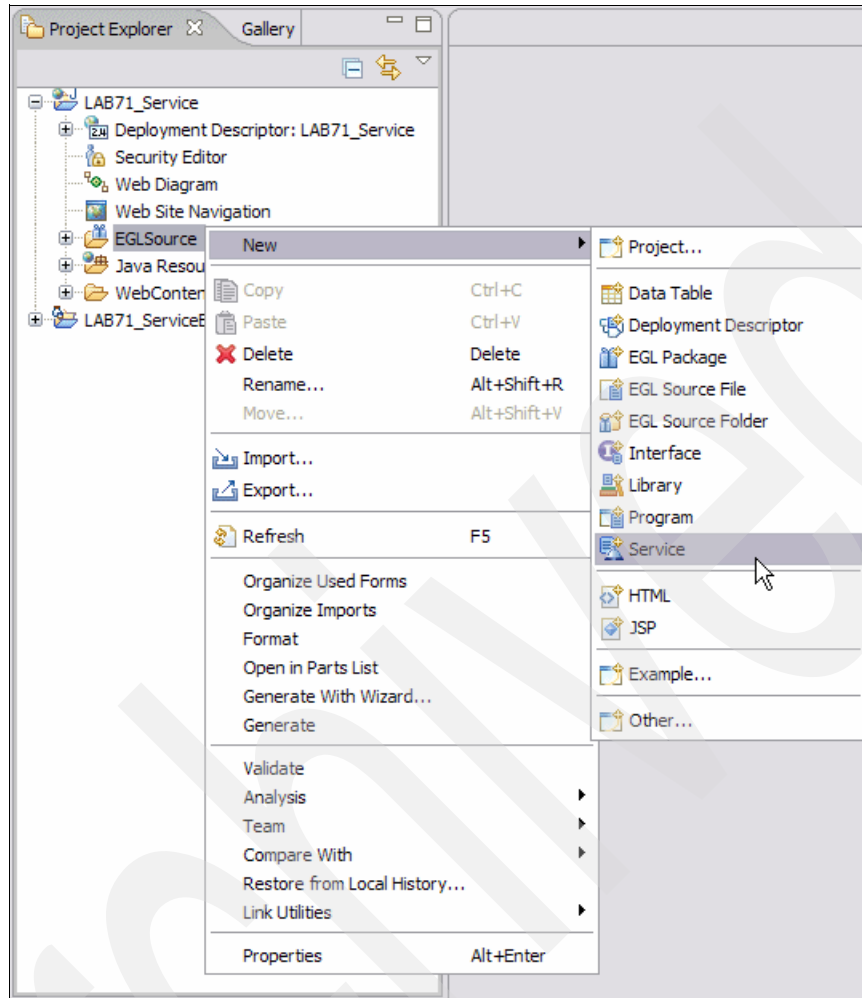 Project Explorer
Gallery
LAB71_Service
2.4 Deployment Descriptor: LAB71_Service
Security Editor
Web Diagram
Web Site Navigation
EGLSource
Java Resou
WebConten
LAB71_ServiceE
New
Copy Ctrl+C
Paste Ctrl+V
Delete Delete
Rename... Alt+Shift+R
Move... Alt+Shift+V
Import...
Export...
Refresh F5
Organize Used Forms
Organize Imports
Format
Open in Parts List
Generate With Wizard...
Generate
Validate
Analysis
Team
Compare With
Restore from Local History...
Link Utilities
Properties Alt+Enter
Project...
Data Table
Deployment Descriptor
EGL Package
EGL Source File
EGL Source Folder
Interface
Library
Program
Service
HTML
JSP
Example...
Other...